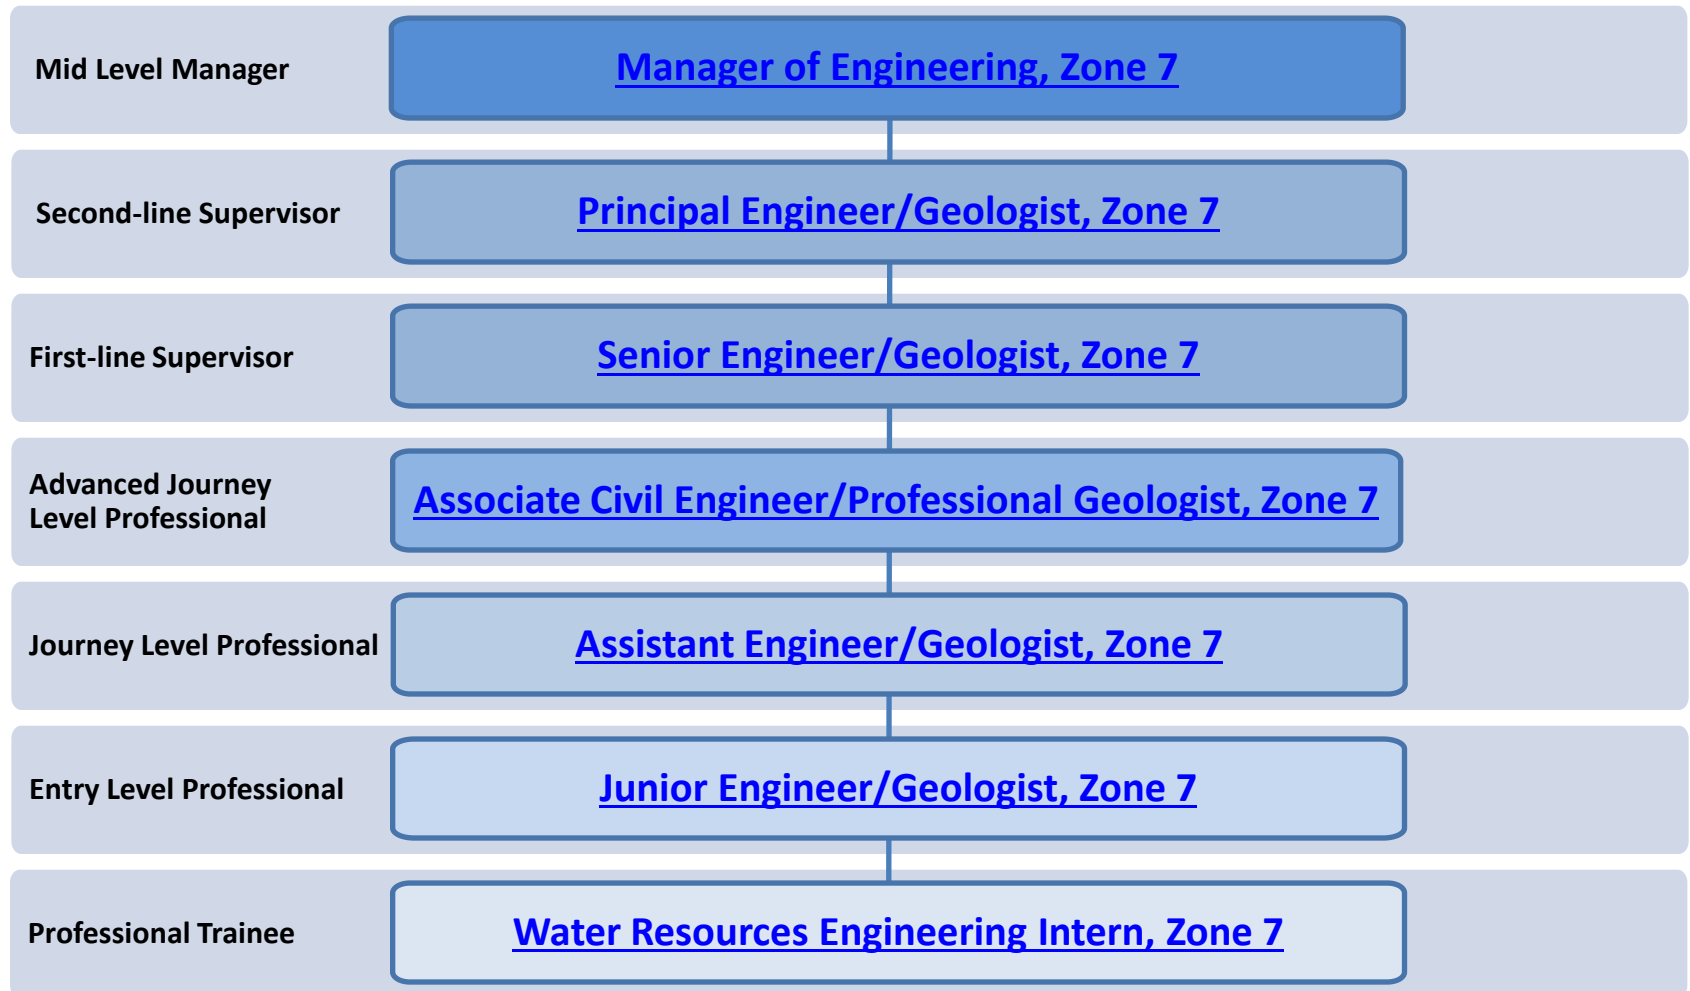 Mid Level Manager
Manager of Engineering, Zone 7
Second-line Supervisor
Principal Engineer/Geologist, Zone 7
First-line Supervisor
Senior Engineer/Geologist, Zone 7
Advanced Journey
Level Professional
Associate Civil Engineer/Professional Geologist, Zone 7
Journey Level Professional
Assistant Engineer/Geologist, Zone 7
Entry Level Professional
Junior Engineer/Geologist, Zone 7
Professional Trainee
Water Resources Engineering Intern, Zone 7